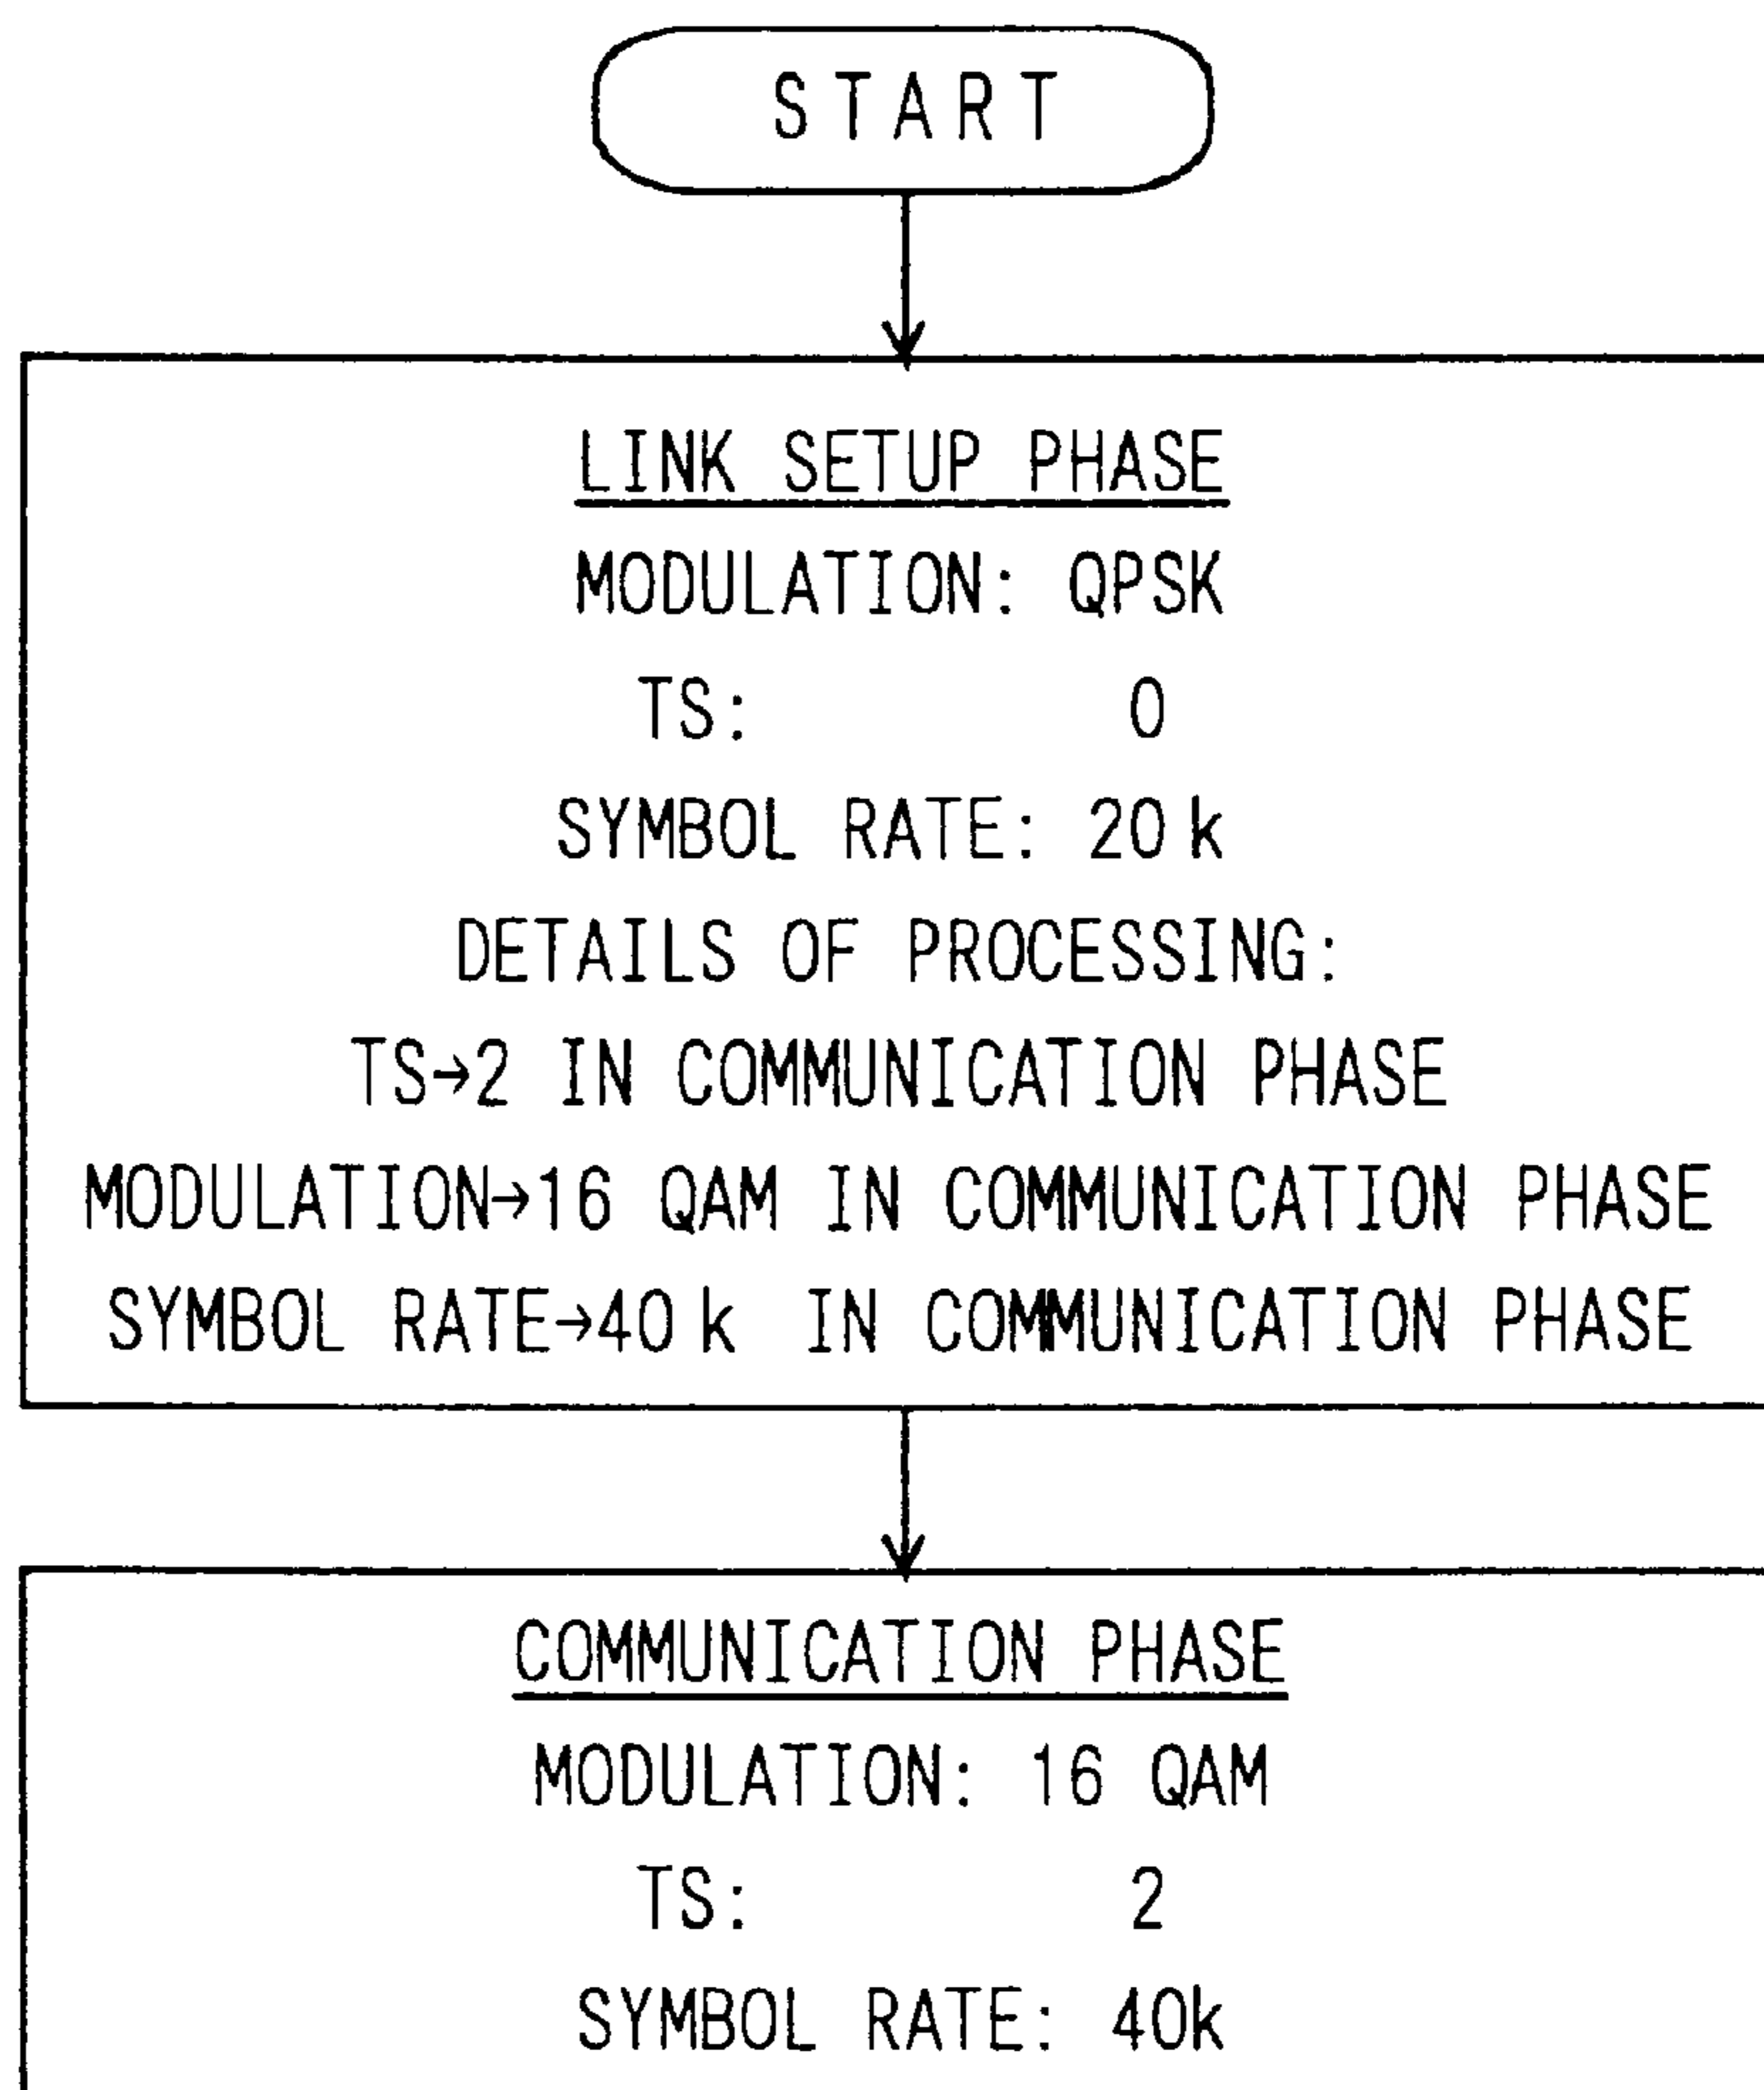 START
LINK SETUP PHASE
MODULATION: QPSK
TS: 0
SYMBOL RATE: 20k
DETAILS OF PROCESSING:
TS→2 IN COMMUNICATION PHASE
MODULATION→16 QAM IN COMMUNICATION PHASE
SYMBOL RATE→40k IN COMMUNICATION PHASE
COMMUNICATION PHASE
MODULATION: 16 QAM
TS: 2
SYMBOL RATE: 40k